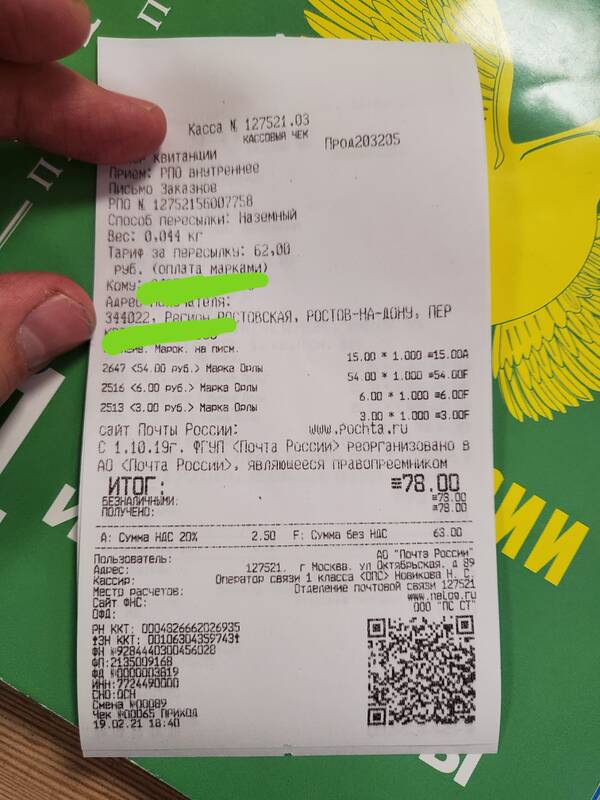 Касса № 127521.03
КАССОВЫЙ ЧЕК
Прод203205
Квитанции
Прием: РПО внутреннее
Письмо Заказное
РПО № 12752156007758
Способ пересылки: Наземный
Вес: 0.044 кг
Тариф за пересылку: 62.00
руб. (оплата марками)
Кому:
Адрес
344022, Регион РОСТОВСКАЯ, РОСТОВ-НА-ДОНУ, ПЕР
Марок. на писм.
15.00 * 1.000 ≡15.00A
2647 <54.00 руб.> Марка Орлы
54.00 * 1.000 ≡54.00F
2516 <6.00 руб.> Марка Орлы
6.00 * 1.000 ≡6.00F
2513 <3.00 руб.> Марка Орлы
3.00 * 1.000 ≡3.00F
сайт Почты России: www.pochta.ru
С 1.10.19г. ФГУП <Почта России> реорганизовано в
АО <Почта России>, являющееся правопреемником
ИТОГ: ≡78.00
БЕЗНАЛИЧНЫМИ: ≡78.00
ПОЛУЧЕНО: ≡78.00
A: Сумма НДС 20% 2.50 F: Сумма без НДС 63.00
Пользователь: АО "Почта России"
Адрес: 127521, г Москва, ул Октябрьская, д 89
Кассир: Оператор связи 1 класса <ОПС> Новикова Н. С.
Место расчетов: Отделение почтовой связи 127521
Сайт ФНС: www.nalog.ru
ОФД: ООО "ПС СТ"
РН ККТ: 0004826662026935
ЗН ККТ: 00106304359743
ФН №9284440300456028
ФП:2135009168
ФД №0000003819
ИНН:7724490000
СНО:ОСН
Смена №00089
Чек №00065 ПРИХОД
19.02.21 18:40